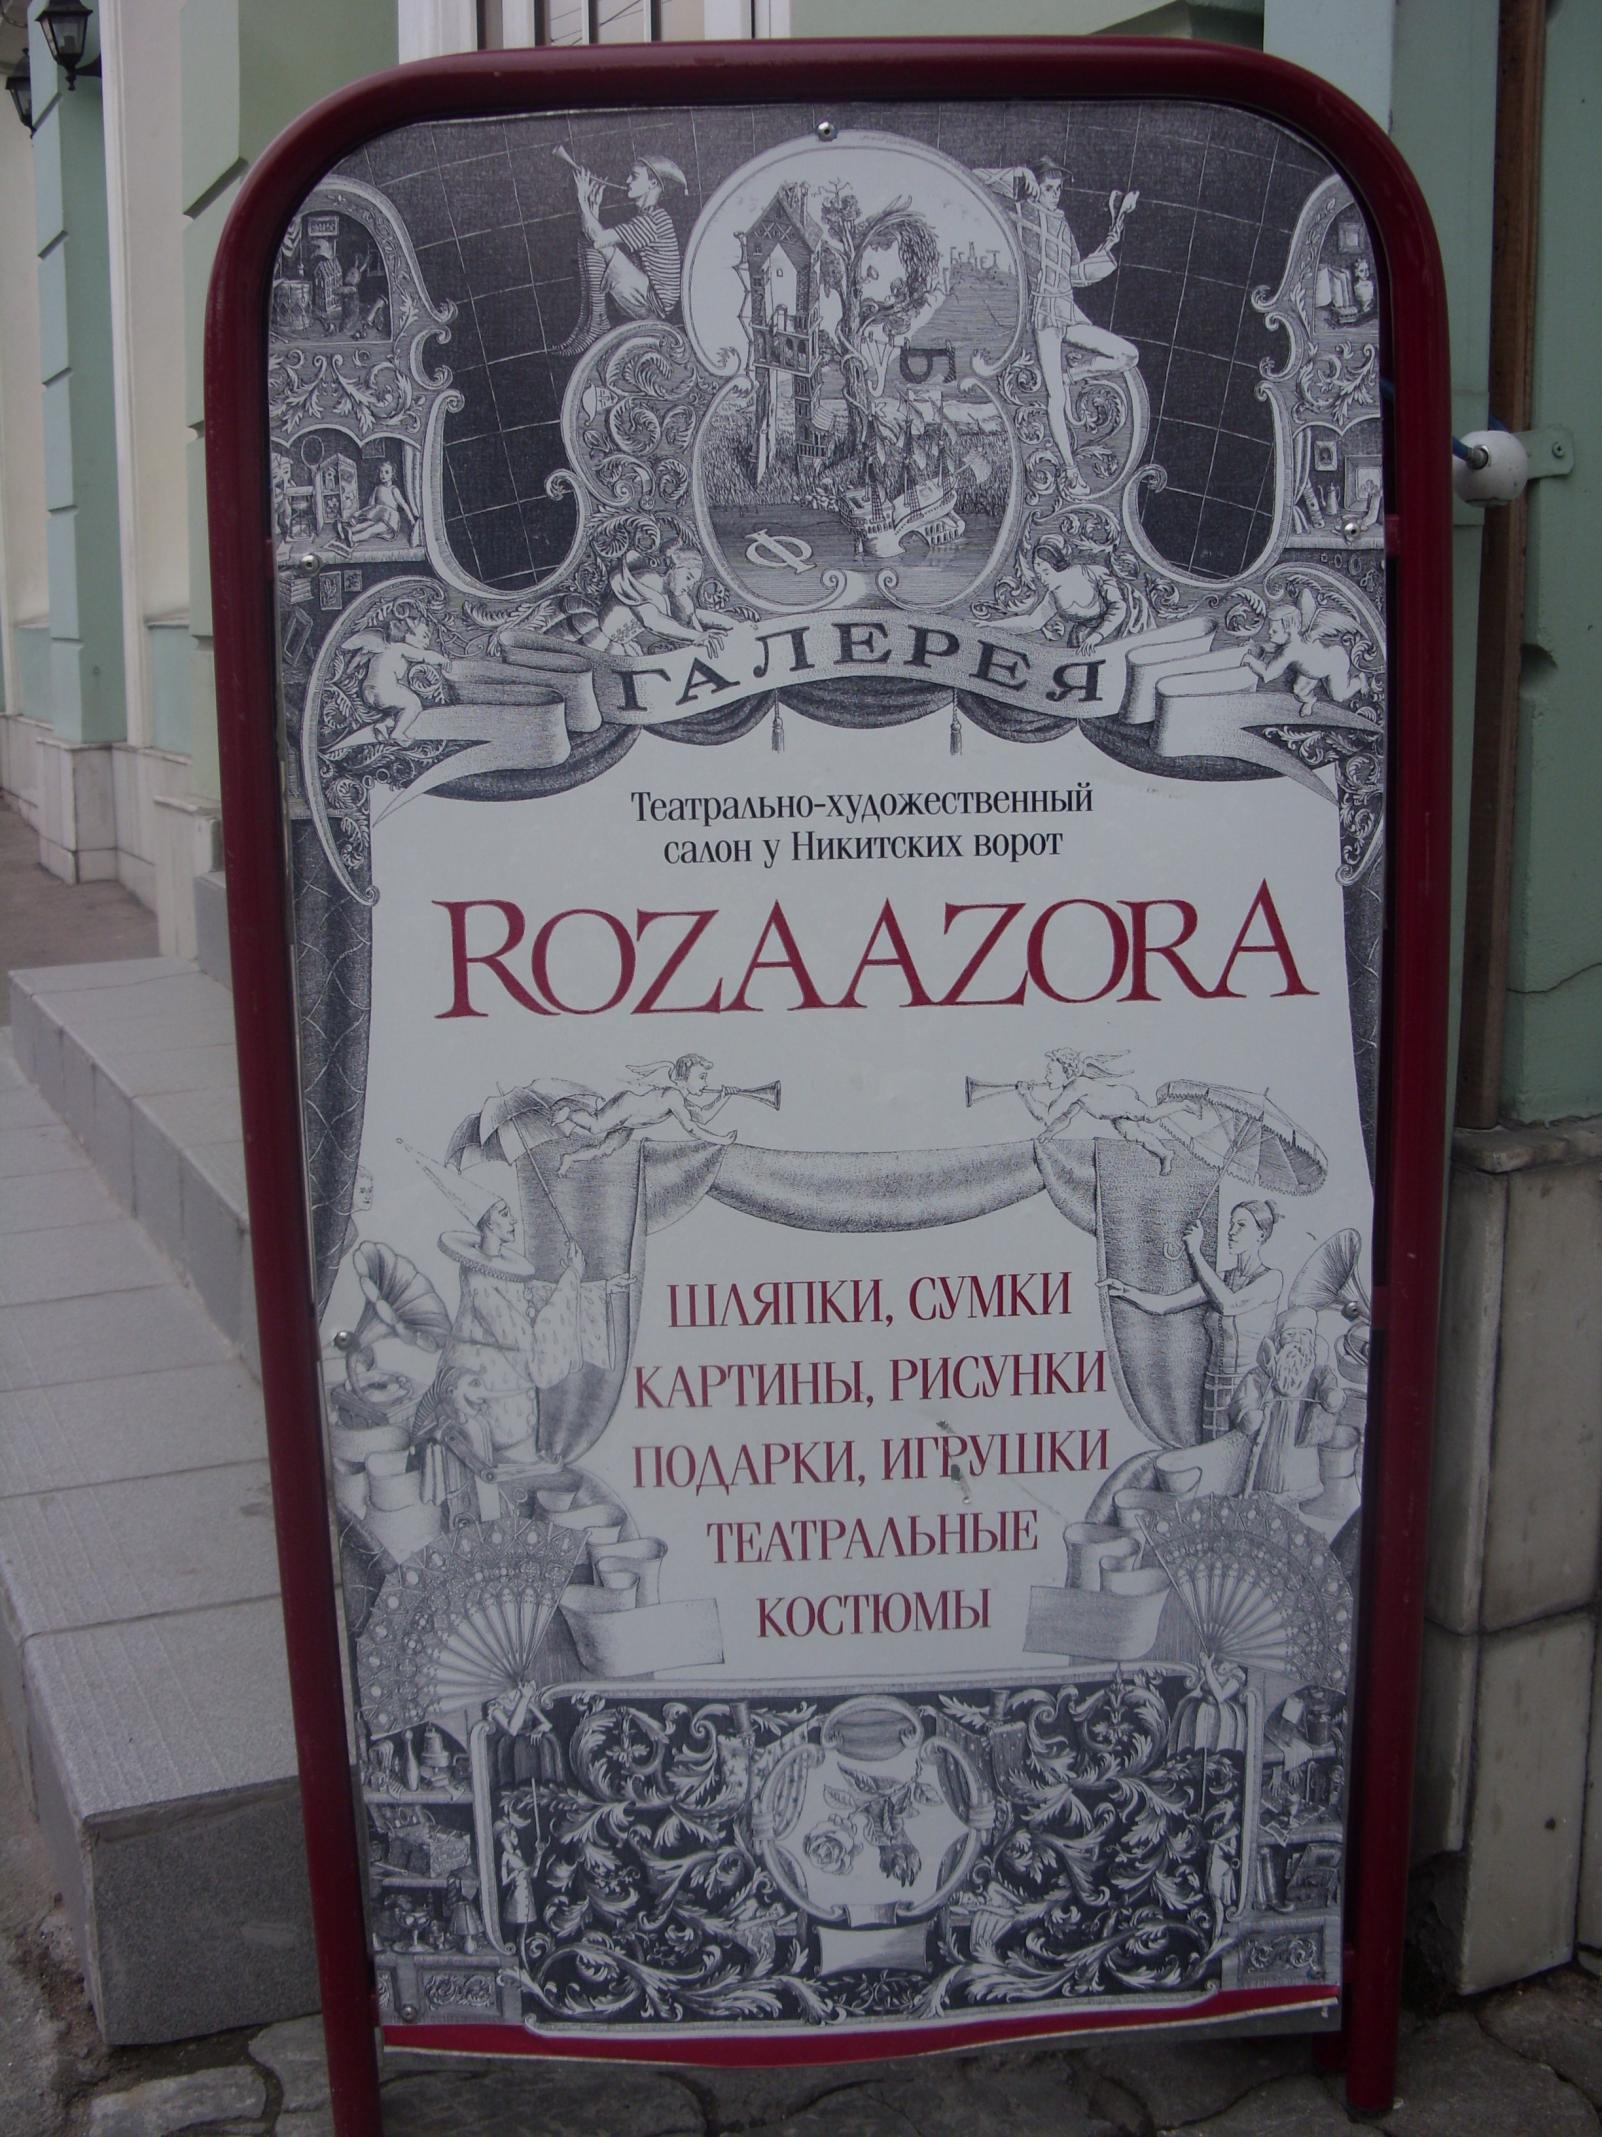 Ф
Б
ГАЛЕРЕЯ
Театрально-художественный
салон у Никитских ворот
ROZAAZORA
ШЛЯПКИ, СУМКИ
КАРТИНЫ, РИСУНКИ
ПОДАРКИ, ИГРУШКИ
ТЕАТРАЛЬНЫЕ
КОСТЮМЫ